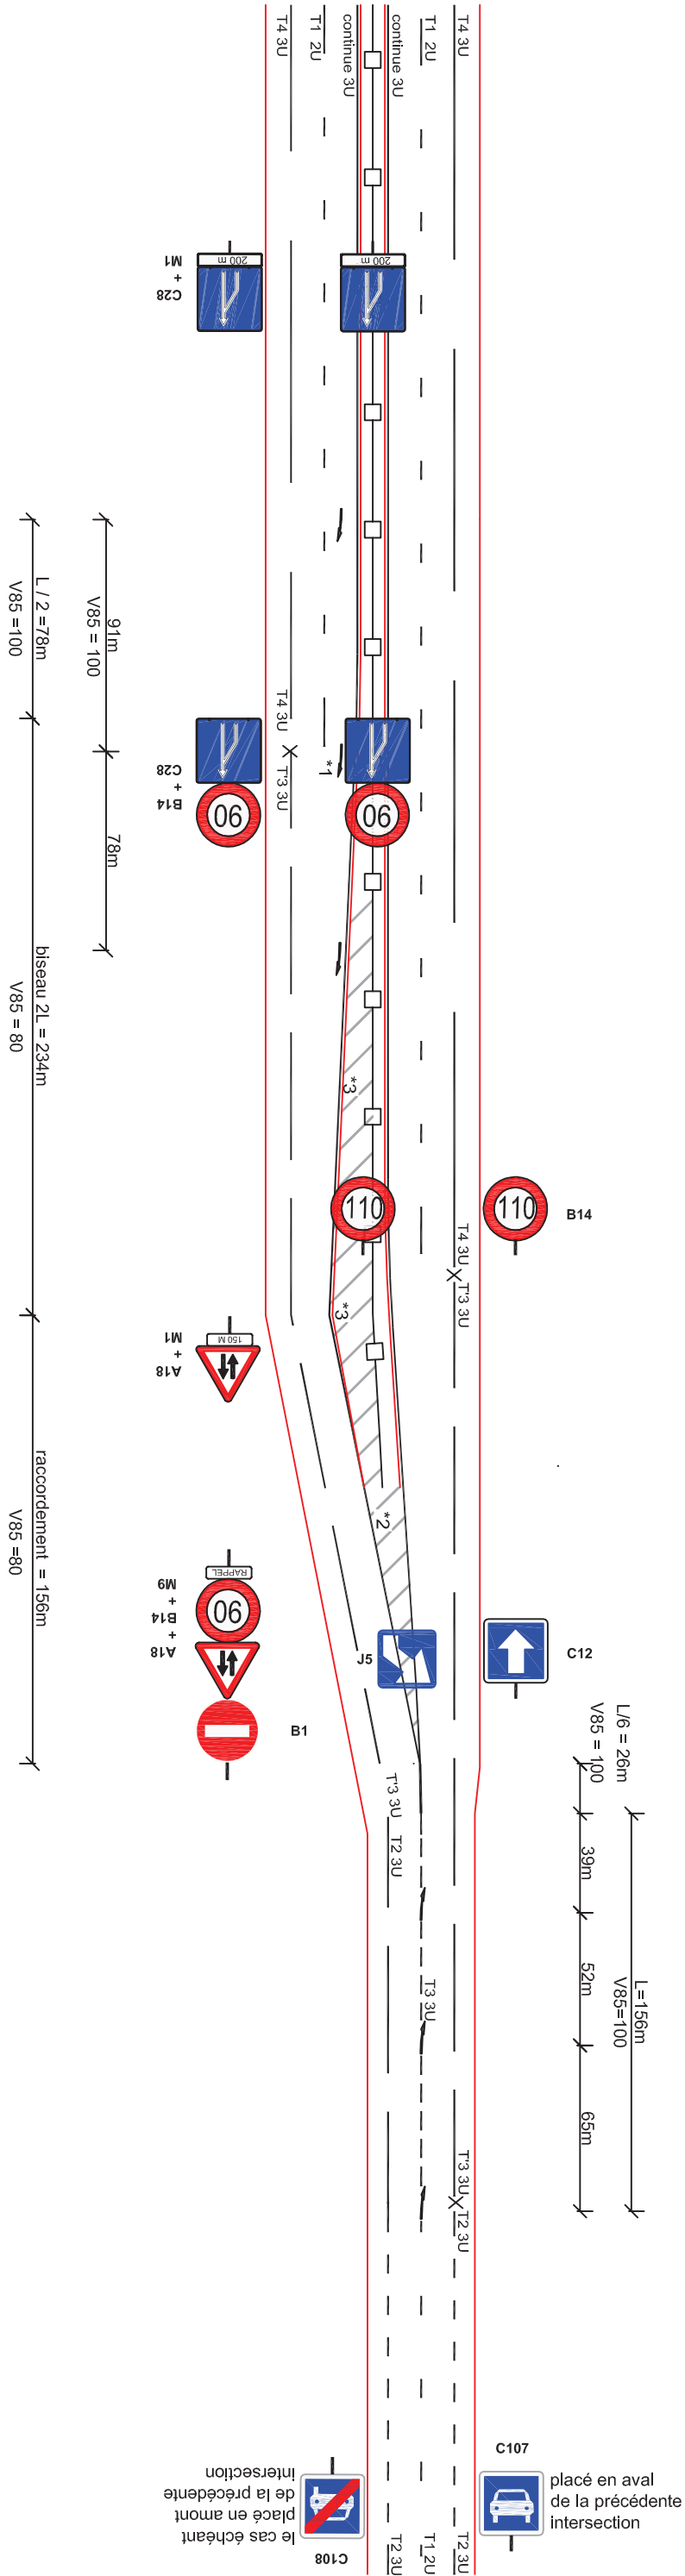 T4 3U
T1 2U
continue 3U
continue 3U
T1 2U
T4 3U
200 m
M1
+
C28
200 m
91m
V85 = 100
L / 2 =78m
V85 =100
T4 3U
T'3 3U
*1
C28
+
B14
90
90
78m
biseau 2L = 234m
V85 = 80
*3
110
110
B14
T4 3U
T'3 3U
*3
150 M
M1
+
A18
raccordement = 156m
V85 =80
*2
RAPPEL
M9
+
B14
+
A18
90
J5
C12
B1
L/6 = 26m
V85 = 100
T'3 3U
T2 3U
39m
52m
65m
L=156m
V85=100
T3 3U
T'3 3U
T2 3U
C107
placé en aval
de la précédente
intersection
C108
le cas échéant
placé en amont
de la précédente
intersection
T2 3U
T1 2U
T2 3U